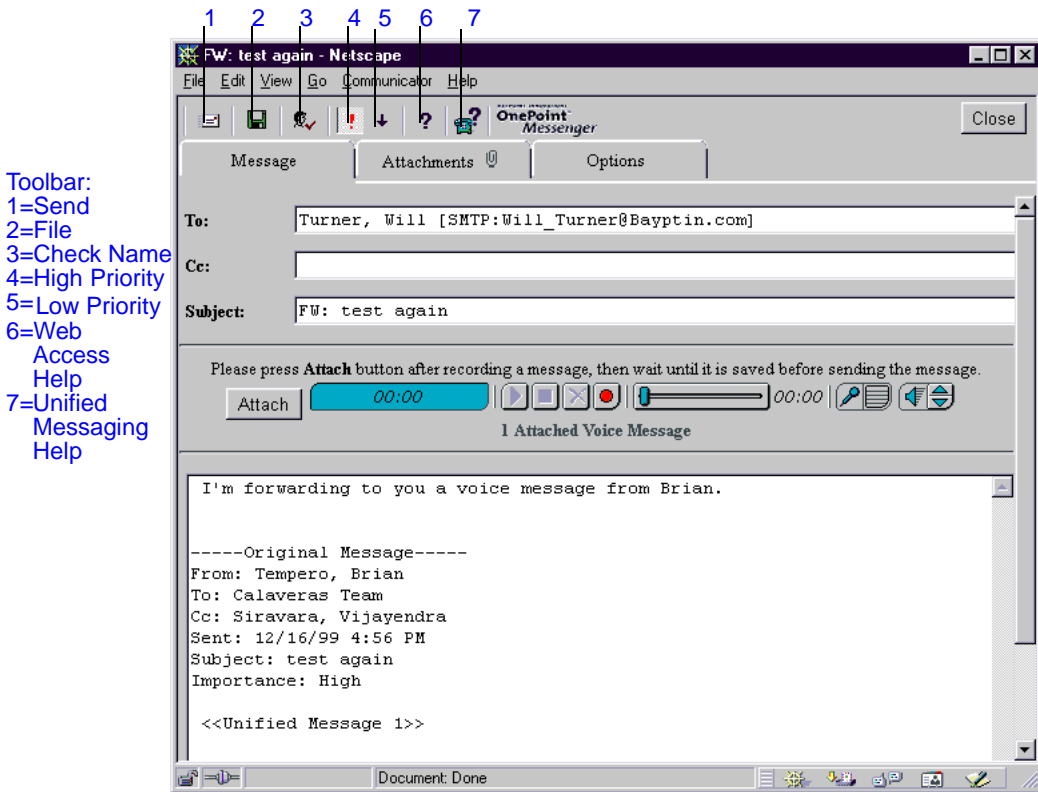 1 2 3 4 5 6 7
FW: test again - Netscape
File Edit View Go Communicator Help
OnePoint
Messenger
Close
Message
Attachments
Options
Toolbar:
1=Send
2=File
3=Check Name
4=High Priority
5=Low Priority
6=Web
Access
Help
7=Unified
Messaging
Help
To: Turner, Will [SMTP:Will_Turner@Bayptin.com]
Cc:
Subject: FW: test again
Please press Attach button after recording a message, then wait until it is saved before sending the message.
Attach 00:00 00:00
1 Attached Voice Message
I'm forwarding to you a voice message from Brian.
-----Original Message-----
From: Tempero, Brian
To: Calaveras Team
Cc: Siravara, Vijayendra
Sent: 12/16/99 4:56 PM
Subject: test again
Importance: High
<<Unified Message 1>>
Document: Done